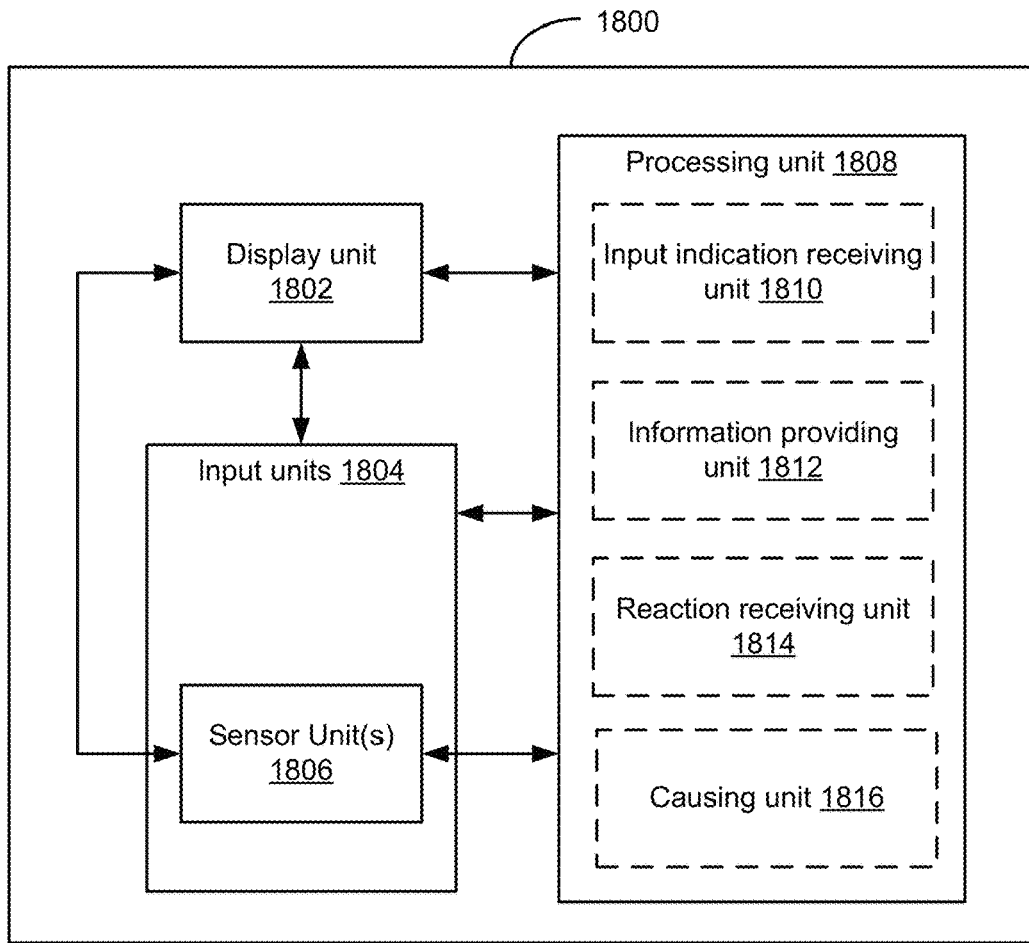 1800
Processing unit 1808
Display unit
1802
Input indication receiving
unit 1810
Information providing
unit 1812
Input units 1804
Reaction receiving unit
1814
Sensor Unit(s)
1806
Causing unit 1816